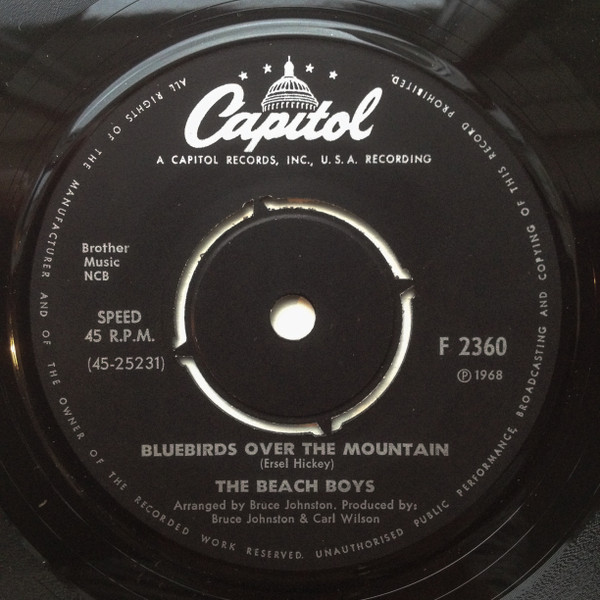 Capitol
A CAPITOL RECORDS, INC., U.S.A. RECORDING
Brother
Music
NCB
SPEED
45 R.P.M.
(45-25231)
F 2360
℗ 1968
BLUEBIRDS OVER THE MOUNTAIN
(Ersel Hickey)
THE BEACH BOYS
Arranged by Bruce Johnston. Produced by:
Bruce Johnston & Carl Wilson
ALL RIGHTS OF THE MANUFACTURER AND OF THE OWNER OF THE RECORDED WORK RESERVED. UNAUTHORISED PUBLIC PERFORMANCE, BROADCASTING AND COPYING OF THIS RECORD PROHIBITED.